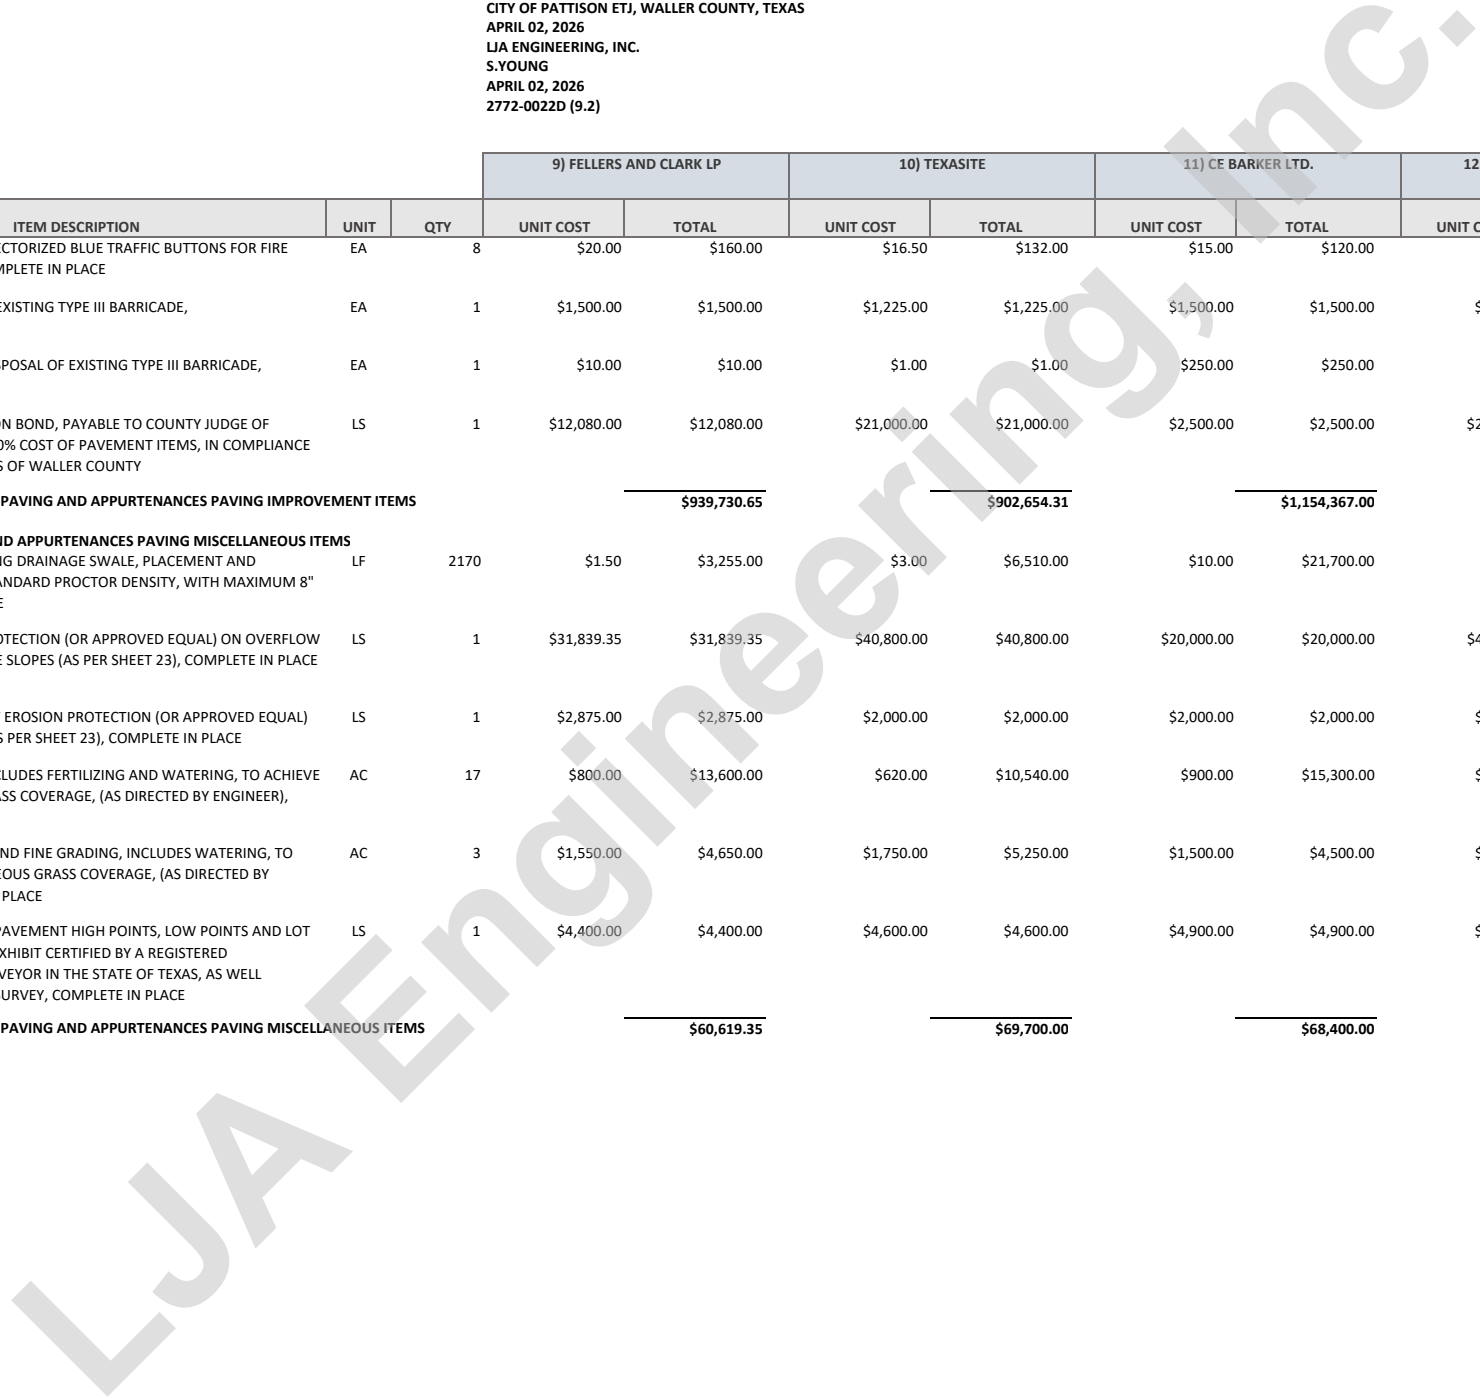 CITY OF PATTISON ETJ, WALLER COUNTY, TEXAS
APRIL 02, 2026
LJA ENGINEERING, INC.
S.YOUNG
APRIL 02, 2026
2772-0022D (9.2)
9) FELLERS AND CLARK LP 10) TEXASITE 11) CE BARKER LTD. 12
ITEM DESCRIPTION UNIT QTY UNIT COST TOTAL UNIT COST TOTAL UNIT COST TOTAL UNIT C
ECTORIZED BLUE TRAFFIC BUTTONS FOR FIRE EA 8 $20.00 $160.00 $16.50 $132.00 $15.00 $120.00
MPLETE IN PLACE
EXISTING TYPE III BARRICADE, EA 1 $1,500.00 $1,500.00 $1,225.00 $1,225.00 $1,500.00 $1,500.00 $
SPOSAL OF EXISTING TYPE III BARRICADE, EA 1 $10.00 $10.00 $1.00 $1.00 $250.00 $250.00
ON BOND, PAYABLE TO COUNTY JUDGE OF LS 1 $12,080.00 $12,080.00 $21,000.00 $21,000.00 $2,500.00 $2,500.00 $2
0% COST OF PAVEMENT ITEMS, IN COMPLIANCE
S OF WALLER COUNTY
PAVING AND APPURTENANCES PAVING IMPROVEMENT ITEMS $939,730.65 $902,654.31 $1,154,367.00
ND APPURTENANCES PAVING MISCELLANEOUS ITEMS
NG DRAINAGE SWALE, PLACEMENT AND LF 2170 $1.50 $3,255.00 $3.00 $6,510.00 $10.00 $21,700.00
ANDARD PROCTOR DENSITY, WITH MAXIMUM 8"
E
OTECTION (OR APPROVED EQUAL) ON OVERFLOW LS 1 $31,839.35 $31,839.35 $40,800.00 $40,800.00 $20,000.00 $20,000.00 $4
E SLOPES (AS PER SHEET 23), COMPLETE IN PLACE
EROSION PROTECTION (OR APPROVED EQUAL) LS 1 $2,875.00 $2,875.00 $2,000.00 $2,000.00 $2,000.00 $2,000.00 $
S PER SHEET 23), COMPLETE IN PLACE
CLUDES FERTILIZING AND WATERING, TO ACHIEVE AC 17 $800.00 $13,600.00 $620.00 $10,540.00 $900.00 $15,300.00 $
ASS COVERAGE, (AS DIRECTED BY ENGINEER),
ND FINE GRADING, INCLUDES WATERING, TO AC 3 $1,550.00 $4,650.00 $1,750.00 $5,250.00 $1,500.00 $4,500.00 $
EOUS GRASS COVERAGE, (AS DIRECTED BY
PLACE
PAVEMENT HIGH POINTS, LOW POINTS AND LOT LS 1 $4,400.00 $4,400.00 $4,600.00 $4,600.00 $4,900.00 $4,900.00 $
XHIBIT CERTIFIED BY A REGISTERED
VEYOR IN THE STATE OF TEXAS, AS WELL
SURVEY, COMPLETE IN PLACE
PAVING AND APPURTENANCES PAVING MISCELLANEOUS ITEMS $60,619.35 $69,700.00 $68,400.00
LJA Engineering, Inc.